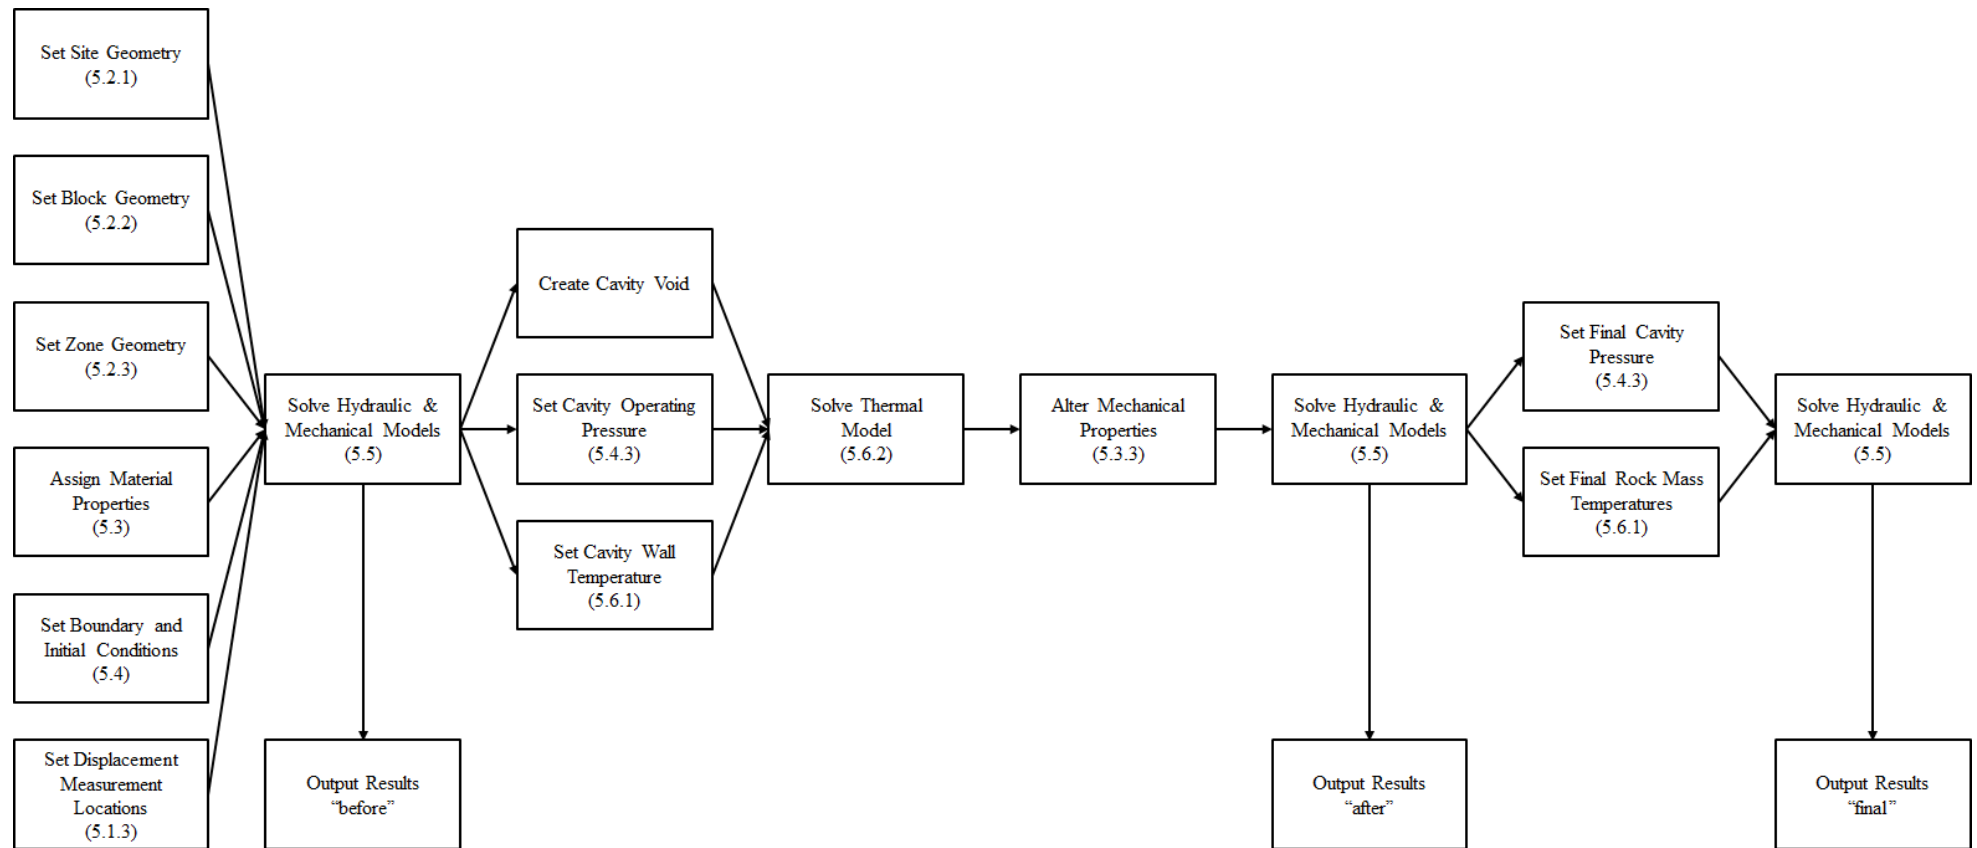 Set Site Geometry
(5.2.1)
Set Block Geometry
(5.2.2)
Set Zone Geometry
(5.2.3)
Assign Material
Properties
(5.3)
Set Boundary and
Initial Conditions
(5.4)
Set Displacement
Measurement
Locations
(5.1.3)
Solve Hydraulic &
Mechanical Models
(5.5)
Output Results
“before”
Create Cavity Void
Set Cavity Operating
Pressure
(5.4.3)
Set Cavity Wall
Temperature
(5.6.1)
Solve Thermal
Model
(5.6.2)
Alter Mechanical
Properties
(5.3.3)
Solve Hydraulic &
Mechanical Models
(5.5)
Output Results
“after”
Set Final Cavity
Pressure
(5.4.3)
Set Final Rock Mass
Temperatures
(5.6.1)
Solve Hydraulic &
Mechanical Models
(5.5)
Output Results
“final”